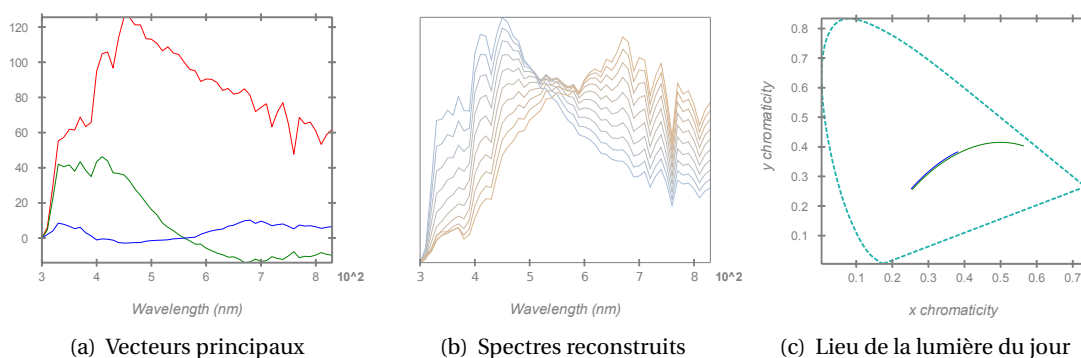 120
100
80
60
40
20
0
3 4 5 6 7 8 10^2
Wavelength (nm)
(a) Vecteurs principaux
3 4 5 6 7 8 10^2
Wavelength (nm)
(b) Spectres reconstruits
y chromaticity
0.8
0.7
0.6
0.5
0.4
0.3
0.2
0.1
0.1 0.2 0.3 0.4 0.5 0.6 0.7
x chromaticity
(c) Lieu de la lumière du jour